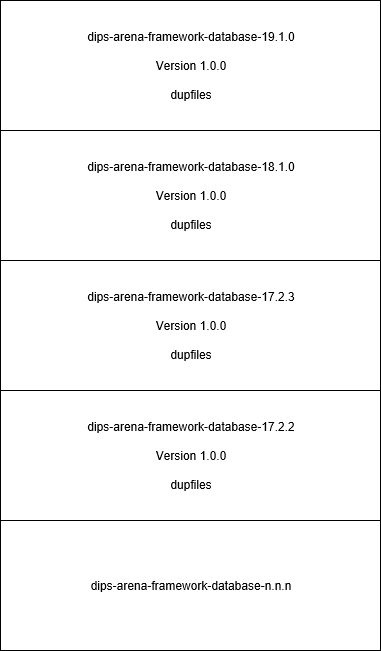 dips-arena-framework-database-19.1.0
Version 1.0.0
dupfiles
dips-arena-framework-database-18.1.0
Version 1.0.0
dupfiles
dips-arena-framework-database-17.2.3
Version 1.0.0
dupfiles
dips-arena-framework-database-17.2.2
Version 1.0.0
dupfiles
dips-arena-framework-database-n.n.n